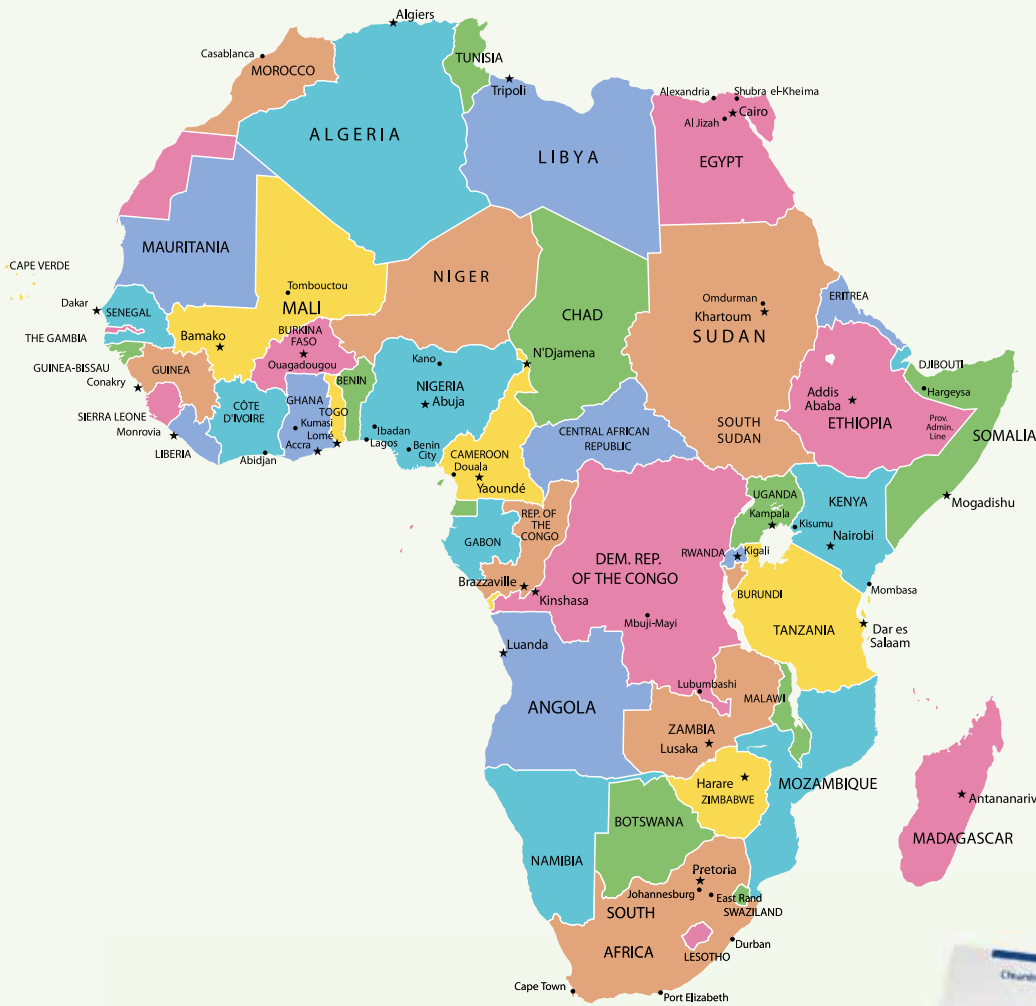 Algiers
Casablanca
MOROCCO
TUNISIA
Tripoli
Alexandria
Shubra el-Kheima
Cairo
Al Jizah
ALGERIA
LIBYA
EGYPT
MAURITANIA
CAPE VERDE
NIGER
Tombouctou
MALI
Omdurman
Khartoum
SUDAN
ERITREA
Dakar
SENEGAL
CHAD
THE GAMBIA
Bamako
BURKINA
FASO
Ouagadougou
N'Djamena
DJIBOUTI
GUINEA-BISSAU
GUINEA
Conakry
Kano
BENIN
NIGERIA
Abuja
Hargeysa
Addis
Ababa
ETHIOPIA
Prov.
Admin.
Line
SOMALIA
SIERRA LEONE
CÔTE
D'IVOIRE
GHANA
Kumasi
TOGO
Lomé
Accra
Monrovia
LIBERIA
Abidjan
Ibadan
Lagos
Benin
City
SOUTH
SUDAN
CENTRAL AFRICAN
REPUBLIC
CAMEROON
Douala
Yaoundé
UGANDA
Kampala
KENYA
Kisumu
Nairobi
Mogadishu
REP. OF
THE
CONGO
GABON
DEM. REP.
OF THE CONGO
RWANDA
Kigali
Brazzaville
Kinshasa
BURUNDI
Mombasa
Mbuji-Mayi
TANZANIA
Dar es
Salaam
Luanda
Lubumbashi
MALAWI
ANGOLA
ZAMBIA
Lusaka
Harare
ZIMBABWE
MOZAMBIQUE
Antananariv
MADAGASCAR
BOTSWANA
NAMIBIA
Pretoria
Johannesburg
East Rand
SWAZILAND
SOUTH
AFRICA
LESOTHO
Durban
Cape Town
Port Elizabeth